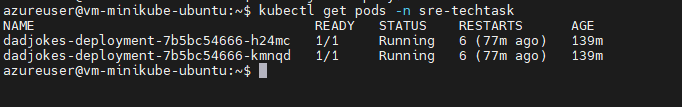 azureuser@vm-minikube-ubuntu:~$ kubectl get pods -n sre-techtask
NAME READY STATUS RESTARTS AGE
dadjokes-deployment-7b5bc54666-h24mc 1/1 Running 6 (77m ago) 139m
dadjokes-deployment-7b5bc54666-kmnqd 1/1 Running 6 (77m ago) 139m
azureuser@vm-minikube-ubuntu:~$